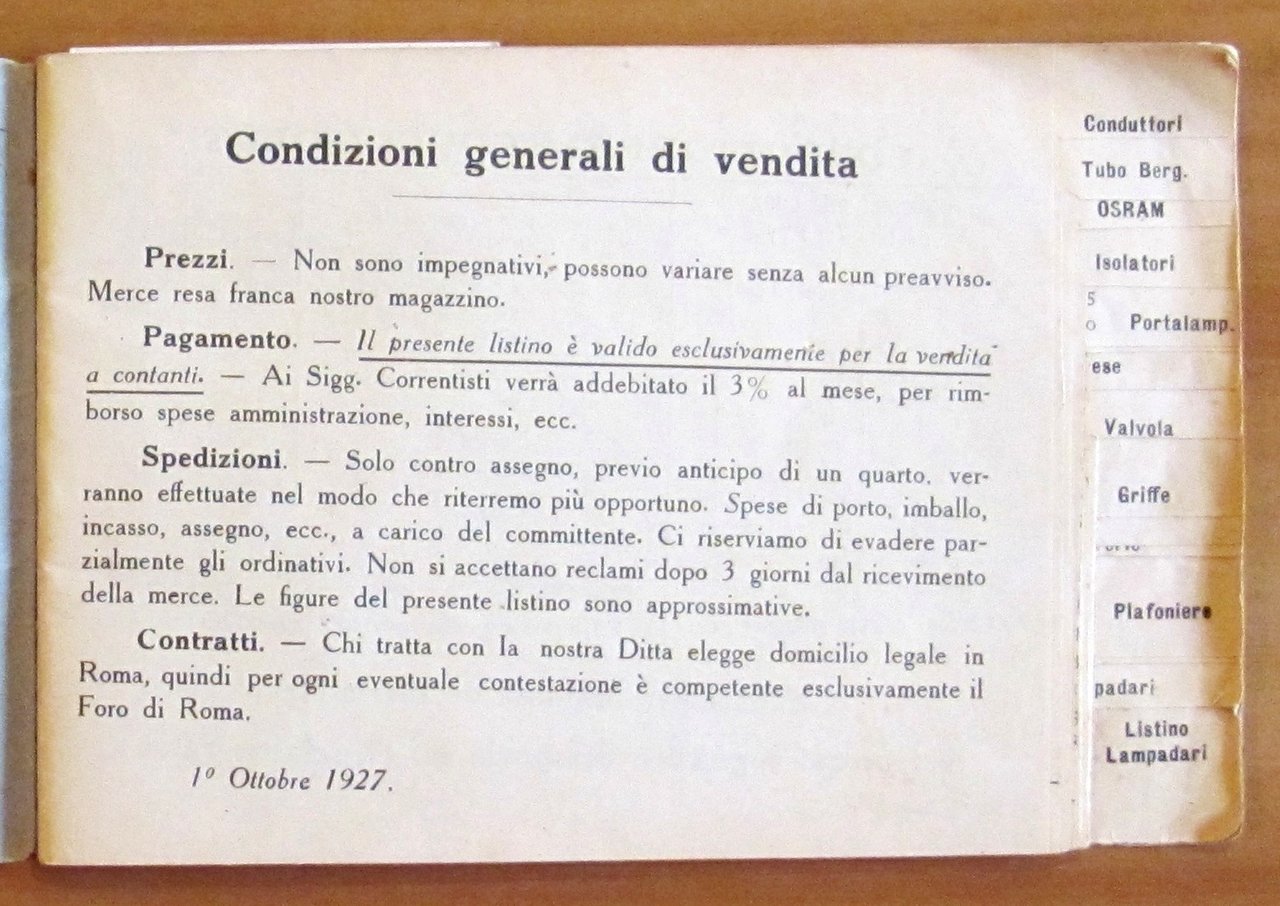 Condizioni generali di vendita
Prezzi. — Non sono impegnativi, possono variare senza alcun preavviso.
Merce resa franca nostro magazzino.
Pagamento. — Il presente listino è valido esclusivamente per la vendita
a contanti. — Ai Sigg. Correntisti verrà addebitato il 3% al mese, per rim-
borso spese amministrazione, interessi, ecc.
Spedizioni. — Solo contro assegno, previo anticipo di un quarto. ver-
ranno effettuate nel modo che riterremo più opportuno. Spese di porto, imballo,
incasso, assegno, ecc., a carico del committente. Ci riserviamo di evadere par-
zialmente gli ordinativi. Non si accettano reclami dopo 3 giorni dal ricevimento
della merce. Le figure del presente listino sono approssimative.
Contratti. — Chi tratta con la nostra Ditta elegge domicilio legale in
Roma, quindi per ogni eventuale contestazione è competente esclusivamente il
Foro di Roma.
1º Ottobre 1927.
Conduttori
Tubo Berg.
OSRAM
Isolatori
5
o
Portalamp.
ese
Valvola
Griffe
Plafoniere
padari
Listino
Lampadari